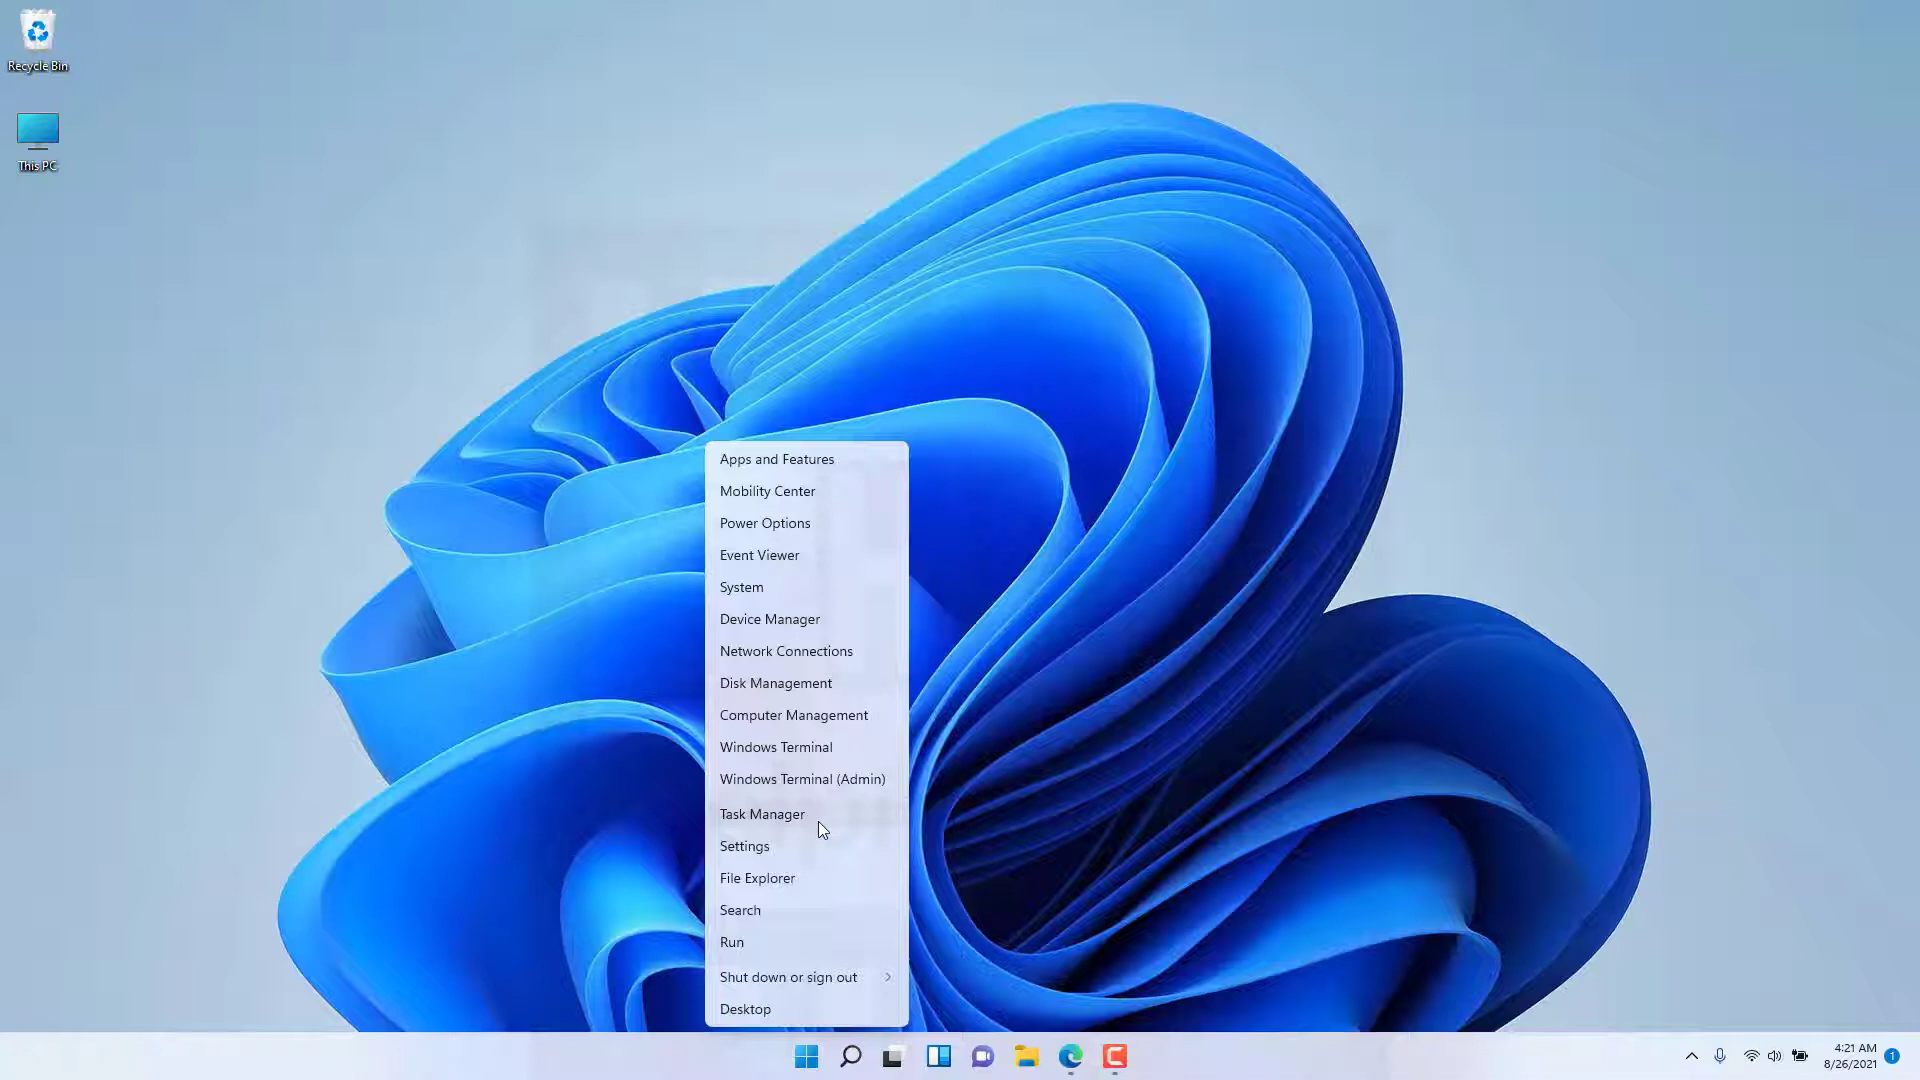 Recycle Bin
This PC
Apps and Features
Mobility Center
Power Options
Event Viewer
System
Device Manager
Network Connections
Disk Management
Computer Management
Windows Terminal
Windows Terminal (Admin)
Task Manager
Settings
File Explorer
Search
Run
Shut down or sign out
Desktop
4:21 AM
8/26/2021
1